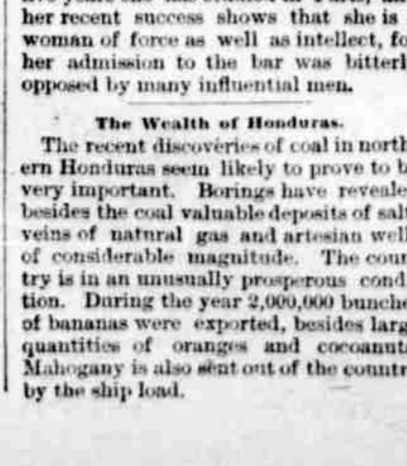 her recent success shows that she is
woman of force as well as intellect, fo
her admission to the bar was bitterl
opposed by many influential men.
The Wealth of Honduras.
The recent discoveries of coal in north
ern Honduras seem likely to prove to b
very important. Borings have reveale
besides the coal valuable deposits of salt
veins of natural gas and artesian well
of considerable magnitude. The coun
try is in an unusually prosperous cond
tion. During the year 2,000,000 bunche
of bananas were exported, besides larg
quantities of oranges and cocoanut
Mahogany is also sent out of the countr
by the ship load.